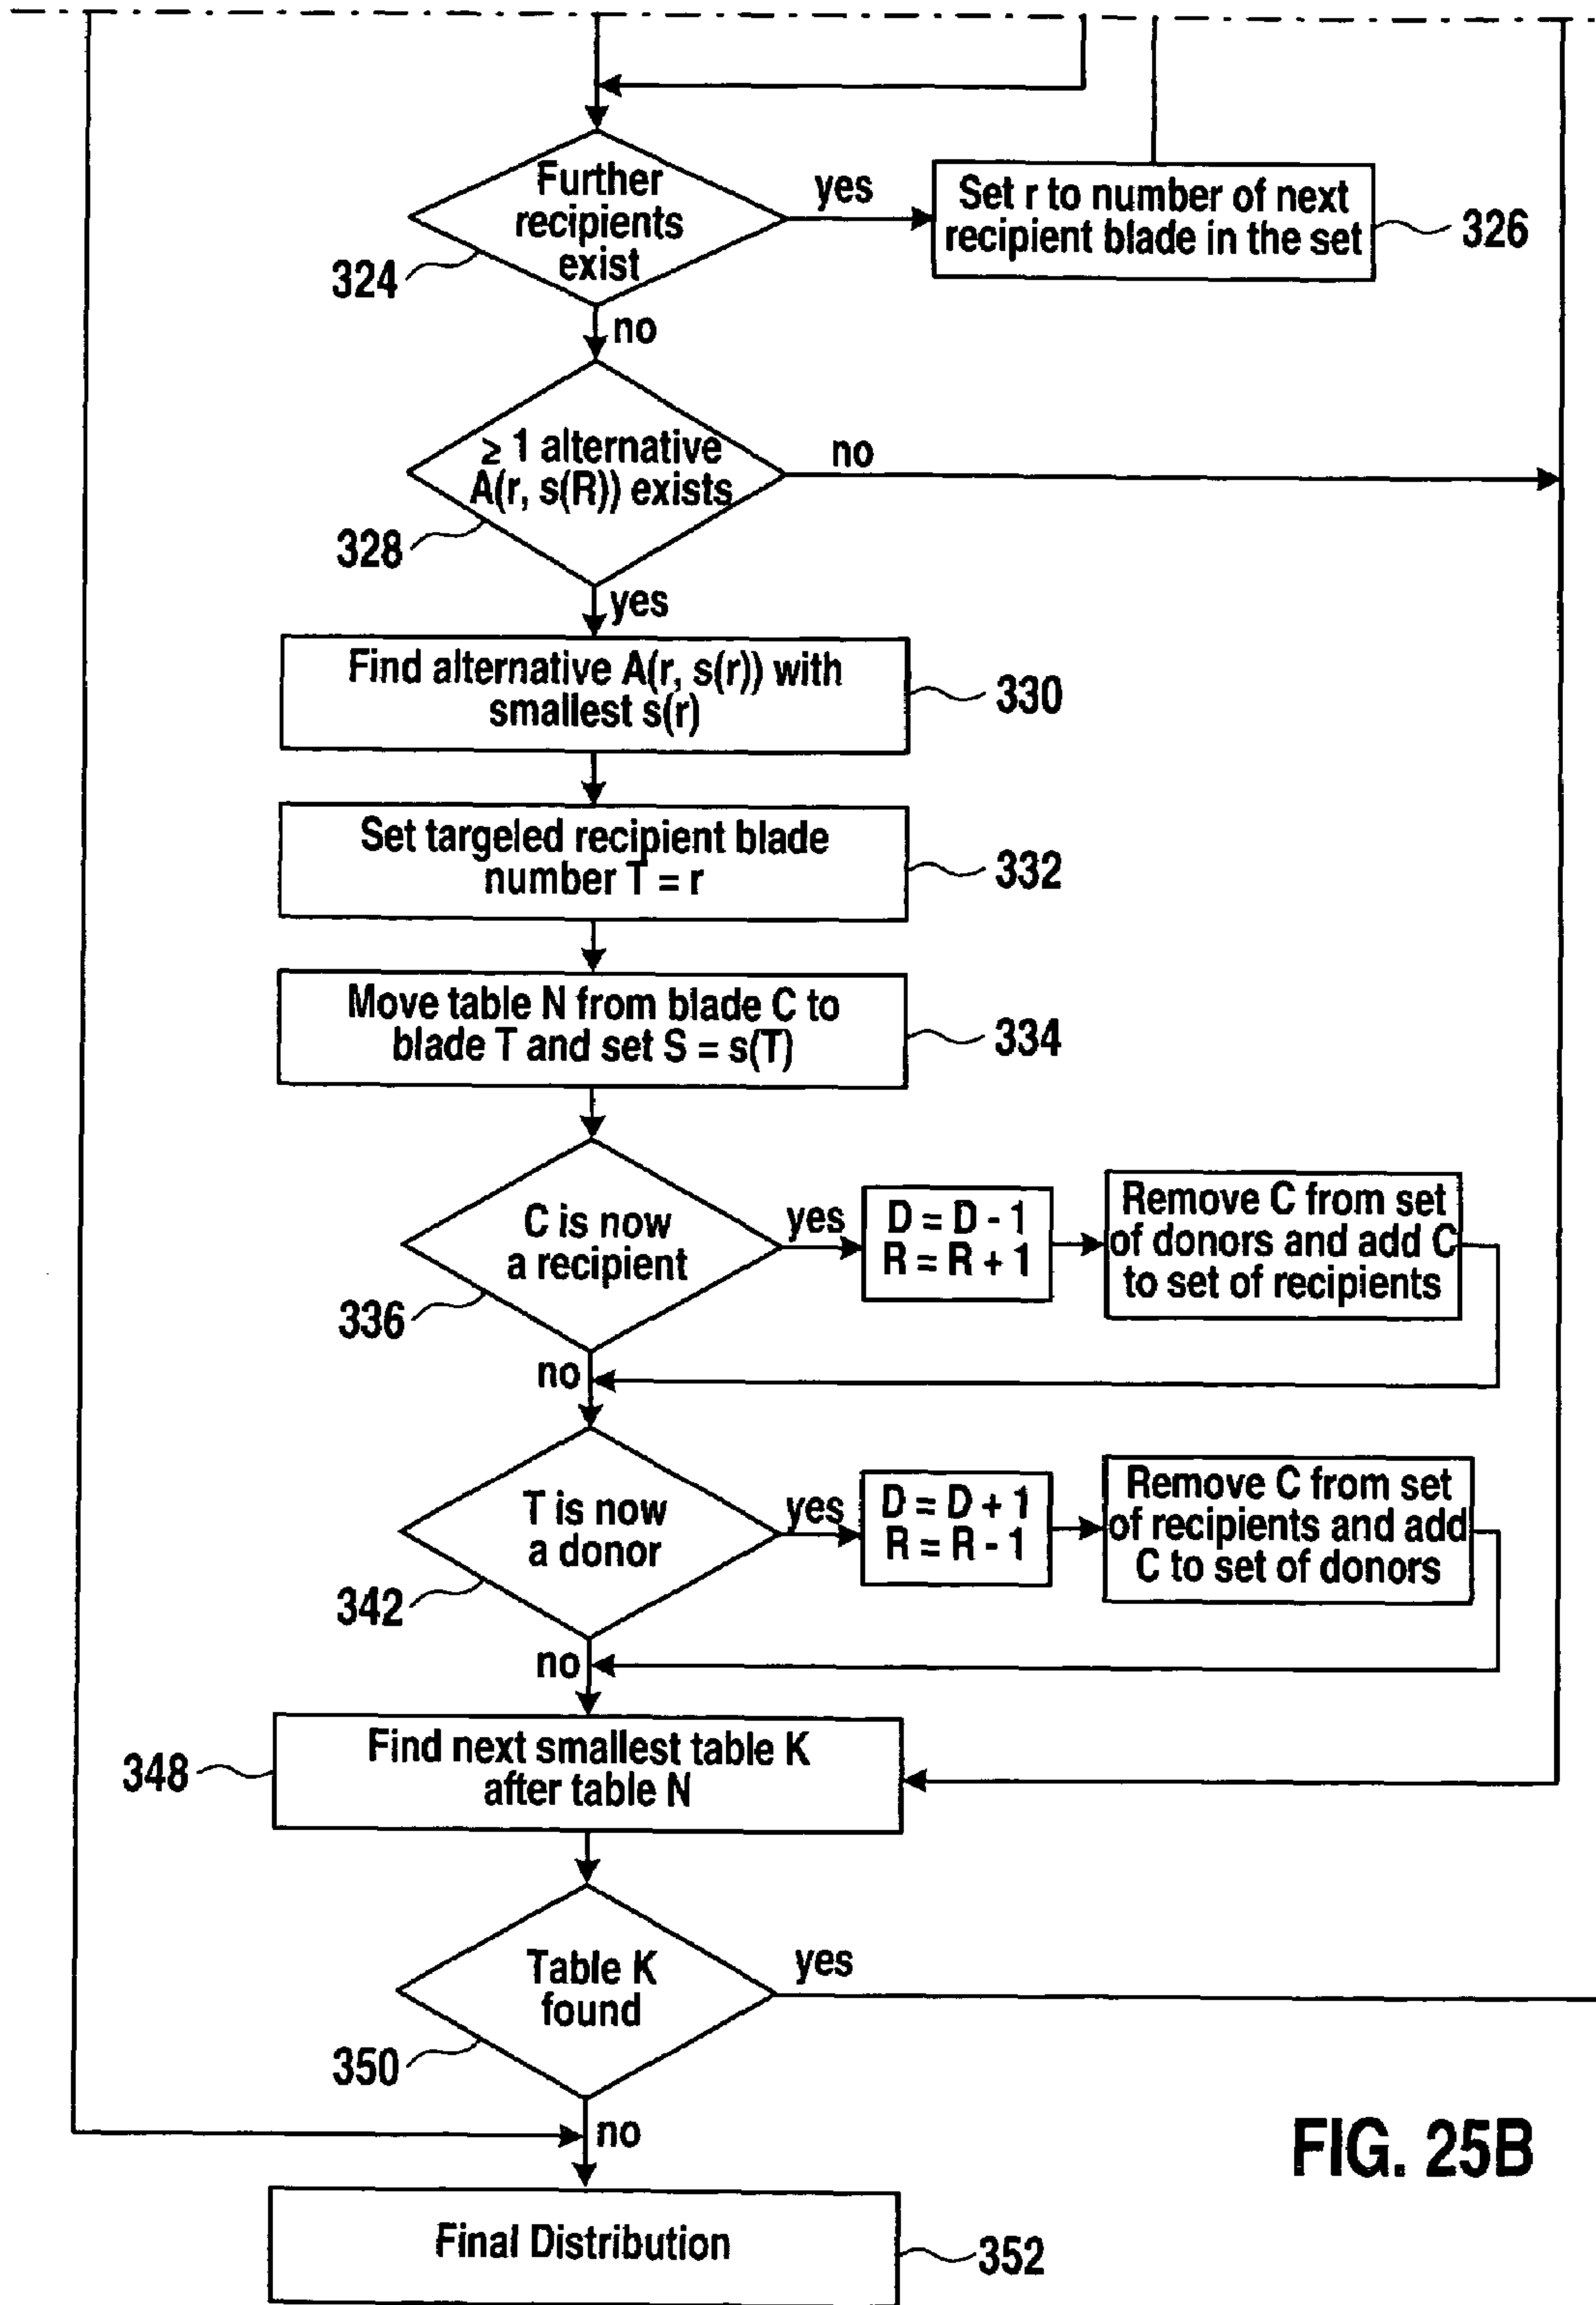 Further
recipients
exist
yes
Set r to number of next
recipient blade in the set
326
324
no
≥ 1 alternative
A(r, s(R)) exists
no
328
yes
Find alternative A(r, s(r)) with
smallest s(r)
330
Set targeled recipient blade
number T = r
332
Move table N from blade C to
blade T and set S = s(T)
334
C is now
a recipient
yes
D = D - 1
R = R + 1
Remove C from set
of donors and add C
to set of recipients
336
no
T is now
a donor
yes
D = D + 1
R = R - 1
Remove C from set
of recipients and add
C to set of donors
342
no
Find next smallest table K
after table N
348
Table K
found
yes
350
no
FIG. 25B
Final Distribution
352